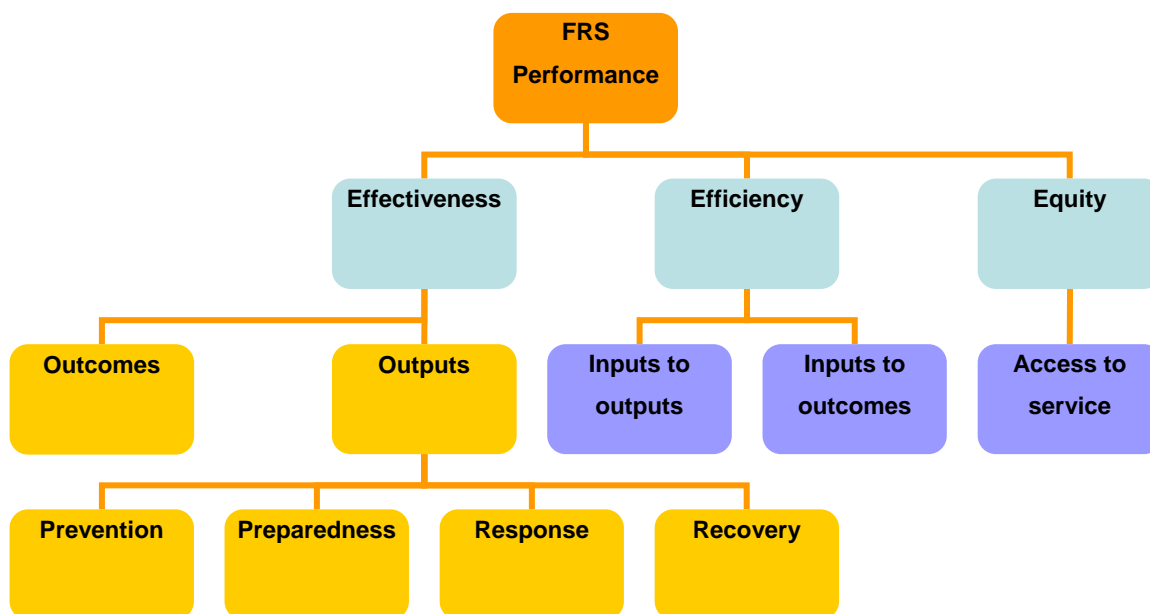 FRS
Performance
Effectiveness
Efficiency
Equity
Outcomes
Outputs
Inputs to
outputs
Inputs to
outcomes
Access to
service
Prevention
Preparedness
Response
Recovery